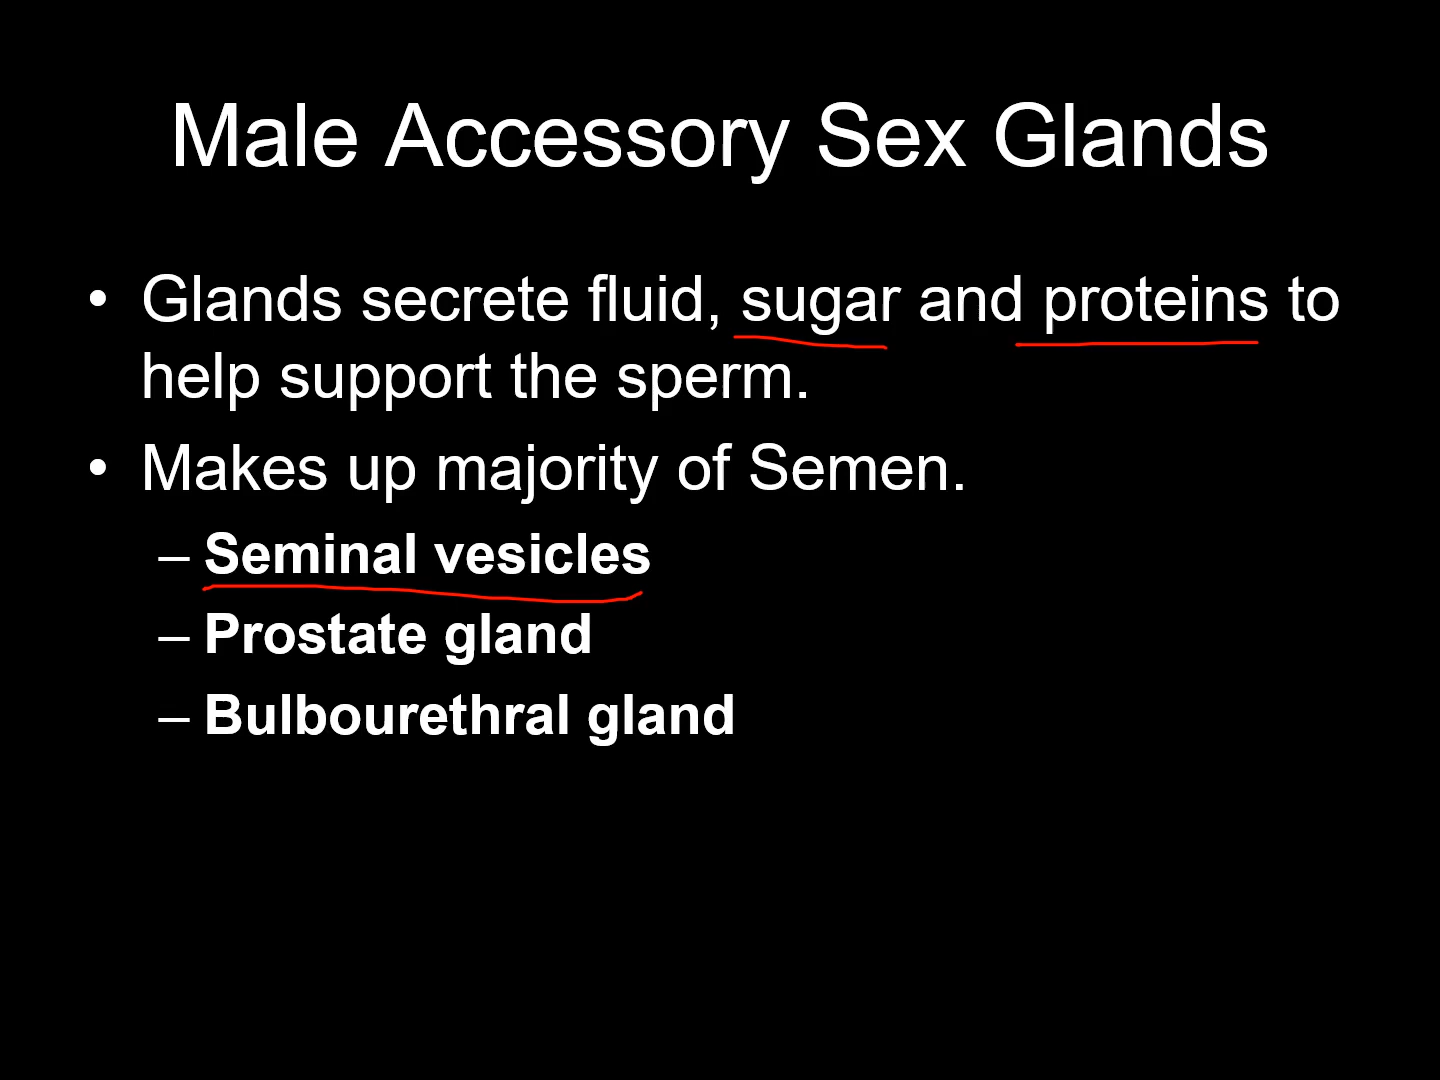 Male Accessory Sex Glands
• Glands secrete fluid, sugar and proteins to
help support the sperm.
• Makes up majority of Semen.
– Seminal vesicles
– Prostate gland
– Bulbourethral gland